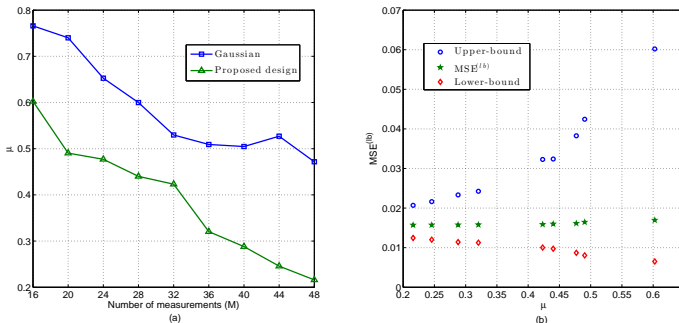 0.8
0.7
0.6
0.5
0.4
0.3
0.2
μ
16 20 24 28 32 36 40 44 48
Number of measurements (M)
(a)
Gaussian
Proposed design
0.07
0.06
0.05
0.04
0.03
0.02
0.01
0
MSE(lb)
0.2 0.25 0.3 0.35 0.4 0.45 0.5 0.55 0.6 0.65
μ
(b)
Upper-bound
MSE(lb)
Lower-bound